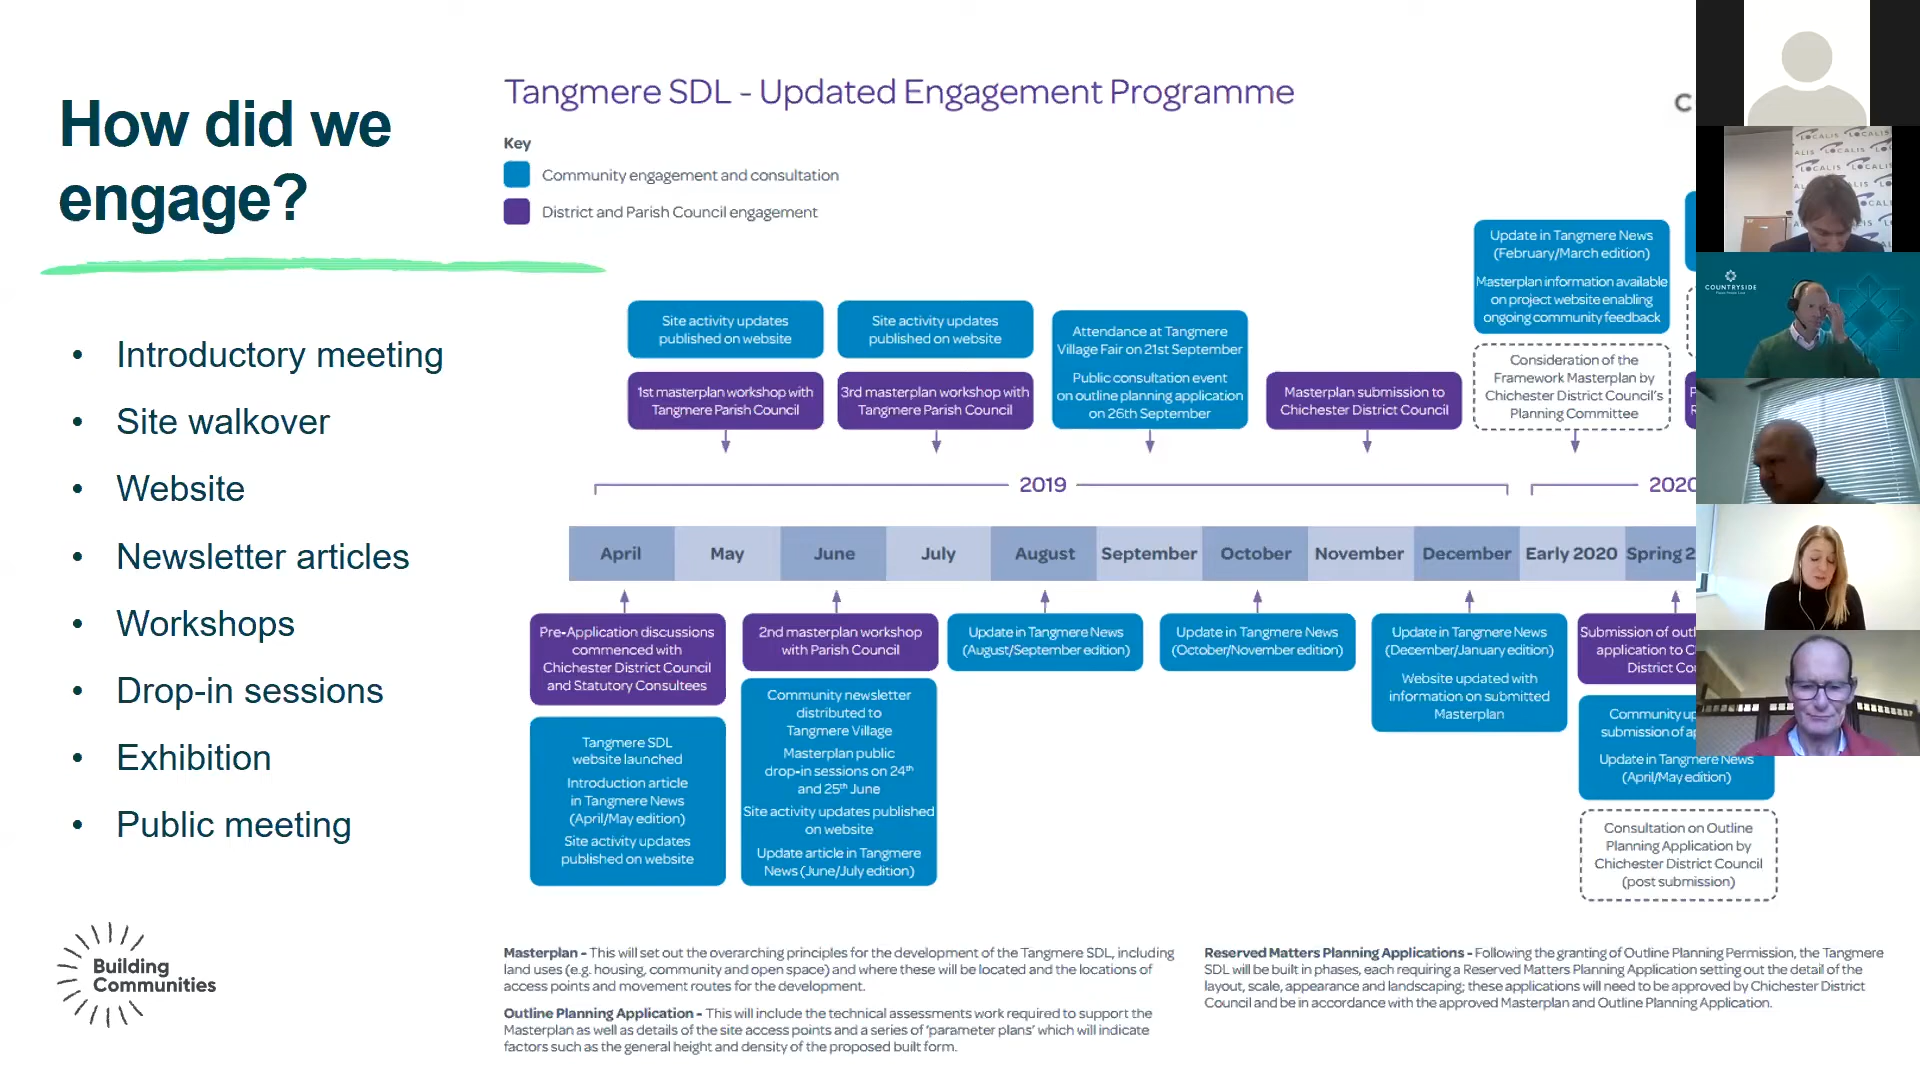 How did we
engage?
• Introductory meeting
• Site walkover
• Website
• Newsletter articles
• Workshops
• Drop-in sessions
• Exhibition
• Public meeting
Building
Communities
Tangmere SDL - Updated Engagement Programme
Key
Community engagement and consultation
District and Parish Council engagement
Site activity updates
published on website
1st masterplan workshop with
Tangmere Parish Council
Site activity updates
published on website
3rd masterplan workshop with
Tangmere Parish Council
Attendance at Tangmere
Village Fair on 21st September
Public consultation event
on outline planning application
on 26th September
Masterplan submission to
Chichester District Council
Update in Tangmere News
(February/March edition)
Masterplan information available
on project website enabling
ongoing community feedback
Consideration of the
Framework Masterplan by
Chichester District Council's
Planning Committee
2019
2020
April
May
June
July
August
September
October
November
December
Early 2020
Spring 2
Pre-Application discussions
commenced with
Chichester District Council
and Statutory Consultees
Tangmere SDL
website launched
Introduction article
in Tangmere News
(April/May edition)
Site activity updates
published on website
2nd masterplan workshop
with Parish Council
Community newsletter
distributed to
Tangmere Village
Masterplan public
drop-in sessions on 24th
and 25th June
Site activity updates published
on website
Update article in Tangmere
News (June/July edition)
Update in Tangmere News
(August/September edition)
Update in Tangmere News
(October/November edition)
Update in Tangmere News
(December/January edition)
Website updated with
information on submitted
Masterplan
Submission of outl
application to C
District Cou
Community up
submission of ap
Update in Tangmere News
(April/May edition)
Consultation on Outline
Planning Application by
Chichester District Council
(post submission)
Masterplan - This will set out the overarching principles for the development of the Tangmere SDL, including
land uses (e.g. housing, community and open space) and where these will be located and the locations of
access points and movement routes for the development.
Outline Planning Application - This will include the technical assessments work required to support the
Masterplan as well as details of the site access points and a series of 'parameter plans' which will indicate
factors such as the general height and density of the proposed built form.
Reserved Matters Planning Applications - Following the granting of Outline Planning Permission, the Tangmere
SDL will be built in phases, each requiring a Reserved Matters Planning Application setting out the detail of the
layout, scale, appearance and landscaping; these applications will need to be approved by Chichester District
Council and be in accordance with the approved Masterplan and Outline Planning Application.
LOCALIS
COUNTRYSIDE